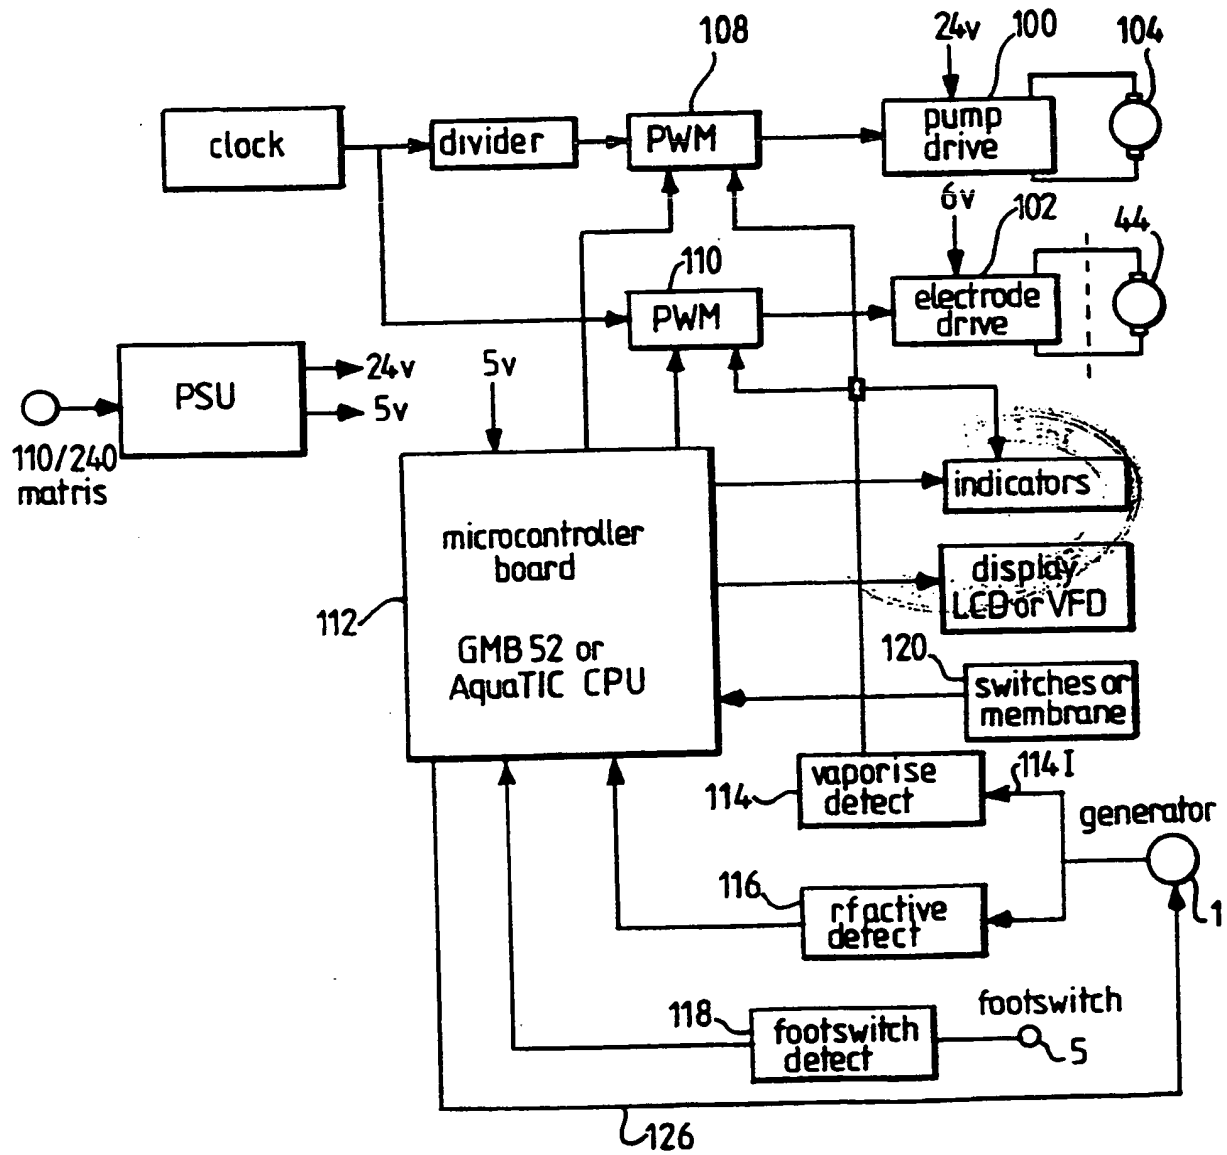 108
24v
100
104
clock
divider
PWM
pump
drive
6v
102
44
110
PWM
electrode
drive
PSU
24v
5v
5v
110/240
matris
indicators
microcontroller
board
display
LCD or VFD
112
GMB 52 or
AquaTIC CPU
120
switches or
membrane
114
vaporise
detect
114I
generator
116
rf active
detect
1
118
footswitch
detect
footswitch
5
126